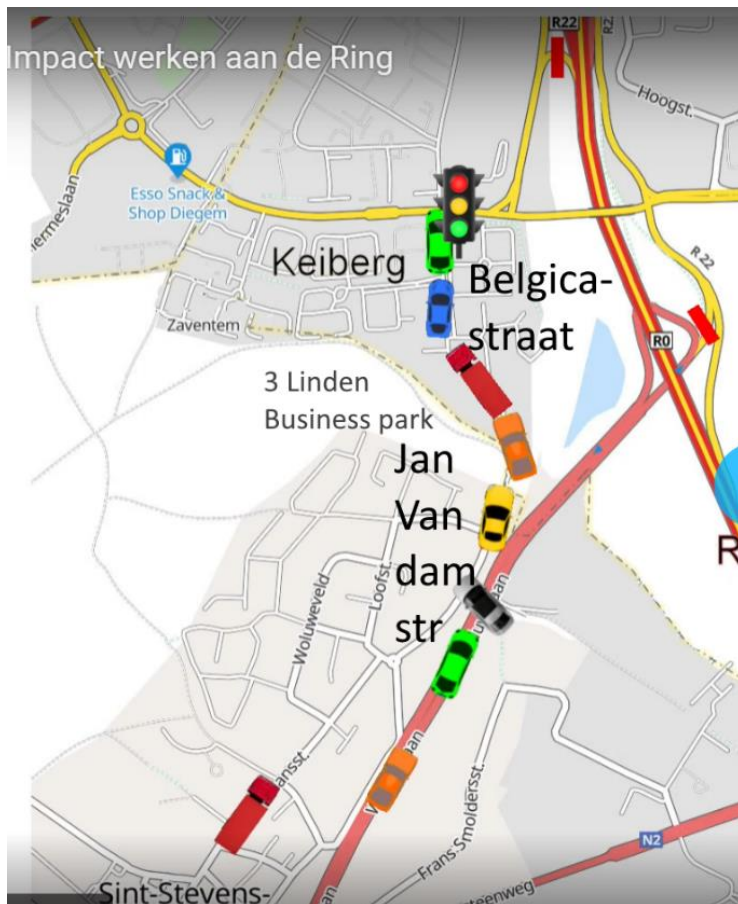 R22
Impact werken aan de Ring
Hoogst.
Esso Snack &
Shop Diegem
Keiberg
Belgica-
straat
R 22
Zaventem
R0
3 Linden
Business park
Jan
Van
dam
str
R
Loofst.
Woluweveld
Frans Smoldersst.
N2
Sint-Stevens-